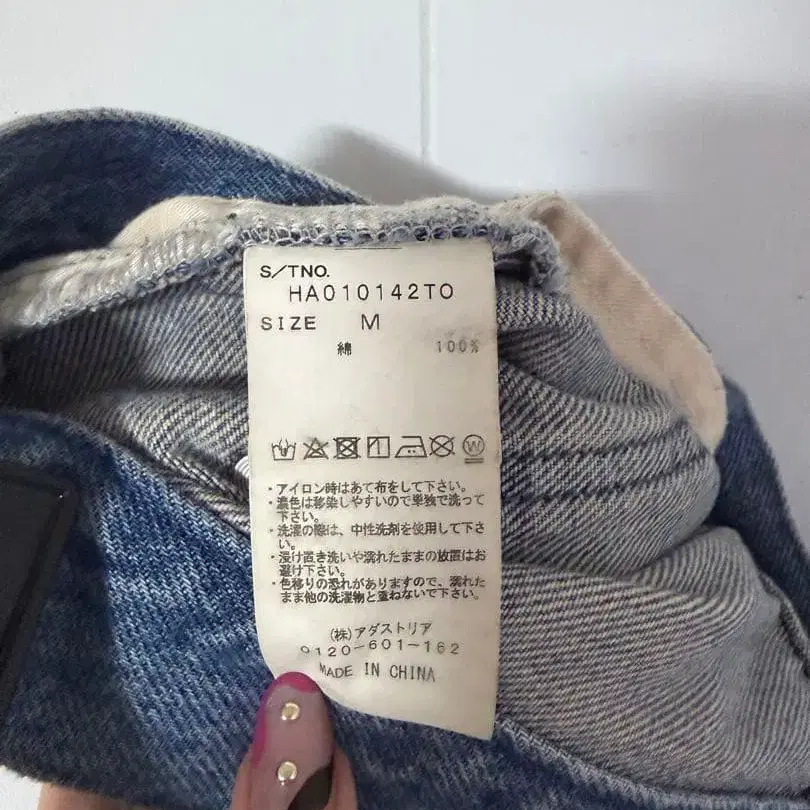 S/TNO.
HA010142TO
SIZE M
綿 100%
W
・アイロン時はあて布をして下さい。
・濃色は移染しやすいので単独で洗って
下さい。
・洗濯の際は、中性洗剤を使用して下さ
い。
・浸け置き洗いや濡れたままの放置はお
避け下さい。
・色移りの恐れがありますので、濡れた
まま他の洗濯物と重ねないで下さい。
(株)アダストリア
0120-601-162
MADE IN CHINA